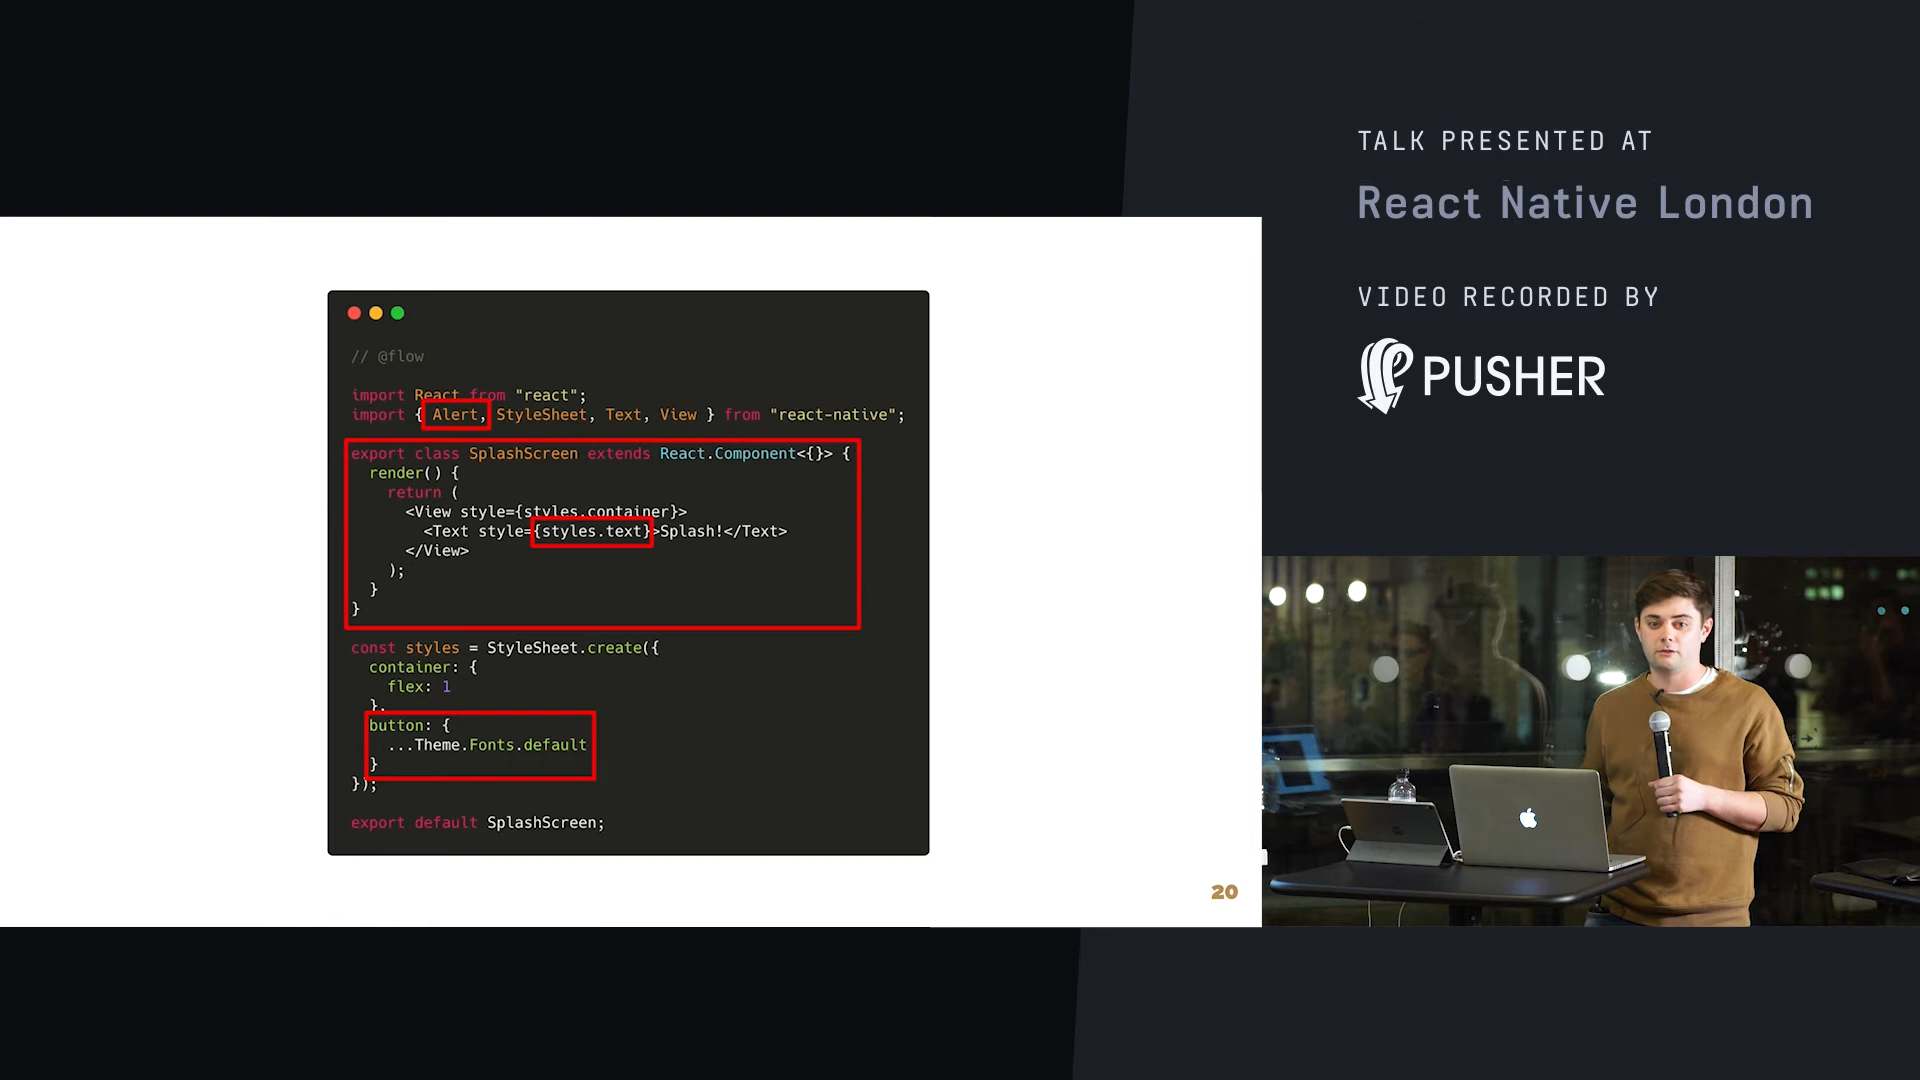 TALK PRESENTED AT
React Native London
VIDEO RECORDED BY
PUSHER
// @flow
import React from "react";
import { Alert, StyleSheet, Text, View } from "react-native";
export class SplashScreen extends React.Component<{}> {
render() {
return (
<View style={styles.container}>
<Text style={styles.text}>Splash!</Text>
</View>
);
}
}
const styles = StyleSheet.create({
container: {
flex: 1
},
button: {
...Theme.Fonts.default
}
});
export default SplashScreen;
20